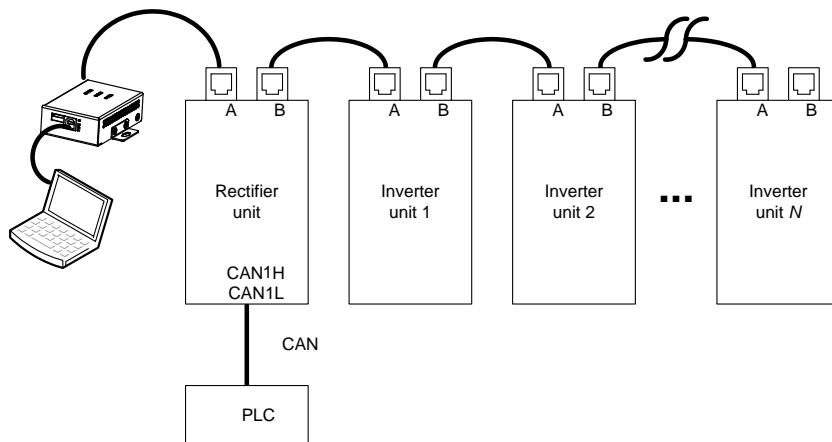 A B A B A B A B
Rectifier
unit
Inverter
unit 1
Inverter
unit 2
...
Inverter
unit N
CAN1H
CAN1L
CAN
PLC